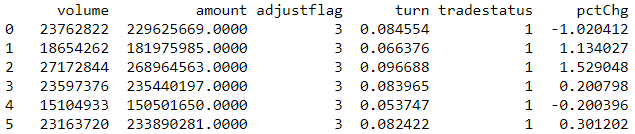 volume amount adjustflag turn tradestatus pctChg
0 23762822 229625669.0000 3 0.084554 1 -1.020412
1 18654262 181975985.0000 3 0.066376 1 1.134027
2 27172844 268964563.0000 3 0.096688 1 1.529048
3 23597376 235440197.0000 3 0.083965 1 0.200798
4 15104933 150501650.0000 3 0.053747 1 -0.200396
5 23163720 233890281.0000 3 0.082422 1 0.301202